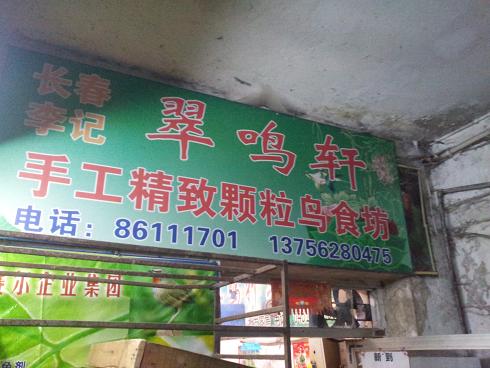 长春
李记
翠鸣轩
手工精致颗粒鸟食坊
电话：86111701 13756280475
尔企业集团
新到